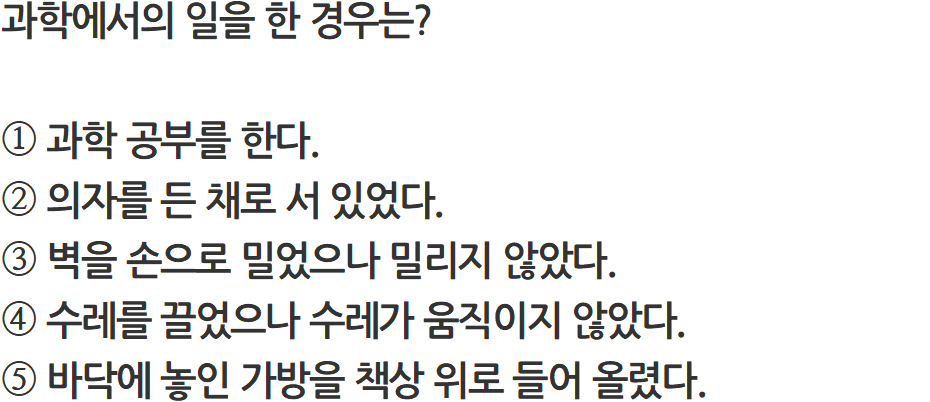 과학에서의 일을 한 경우는?
① 과학 공부를 한다.
② 의자를 든 채로 서 있었다.
③ 벽을 손으로 밀었으나 밀리지 않았다.
④ 수레를 끌었으나 수레가 움직이지 않았다.
⑤ 바닥에 놓인 가방을 책상 위로 들어 올렸다.